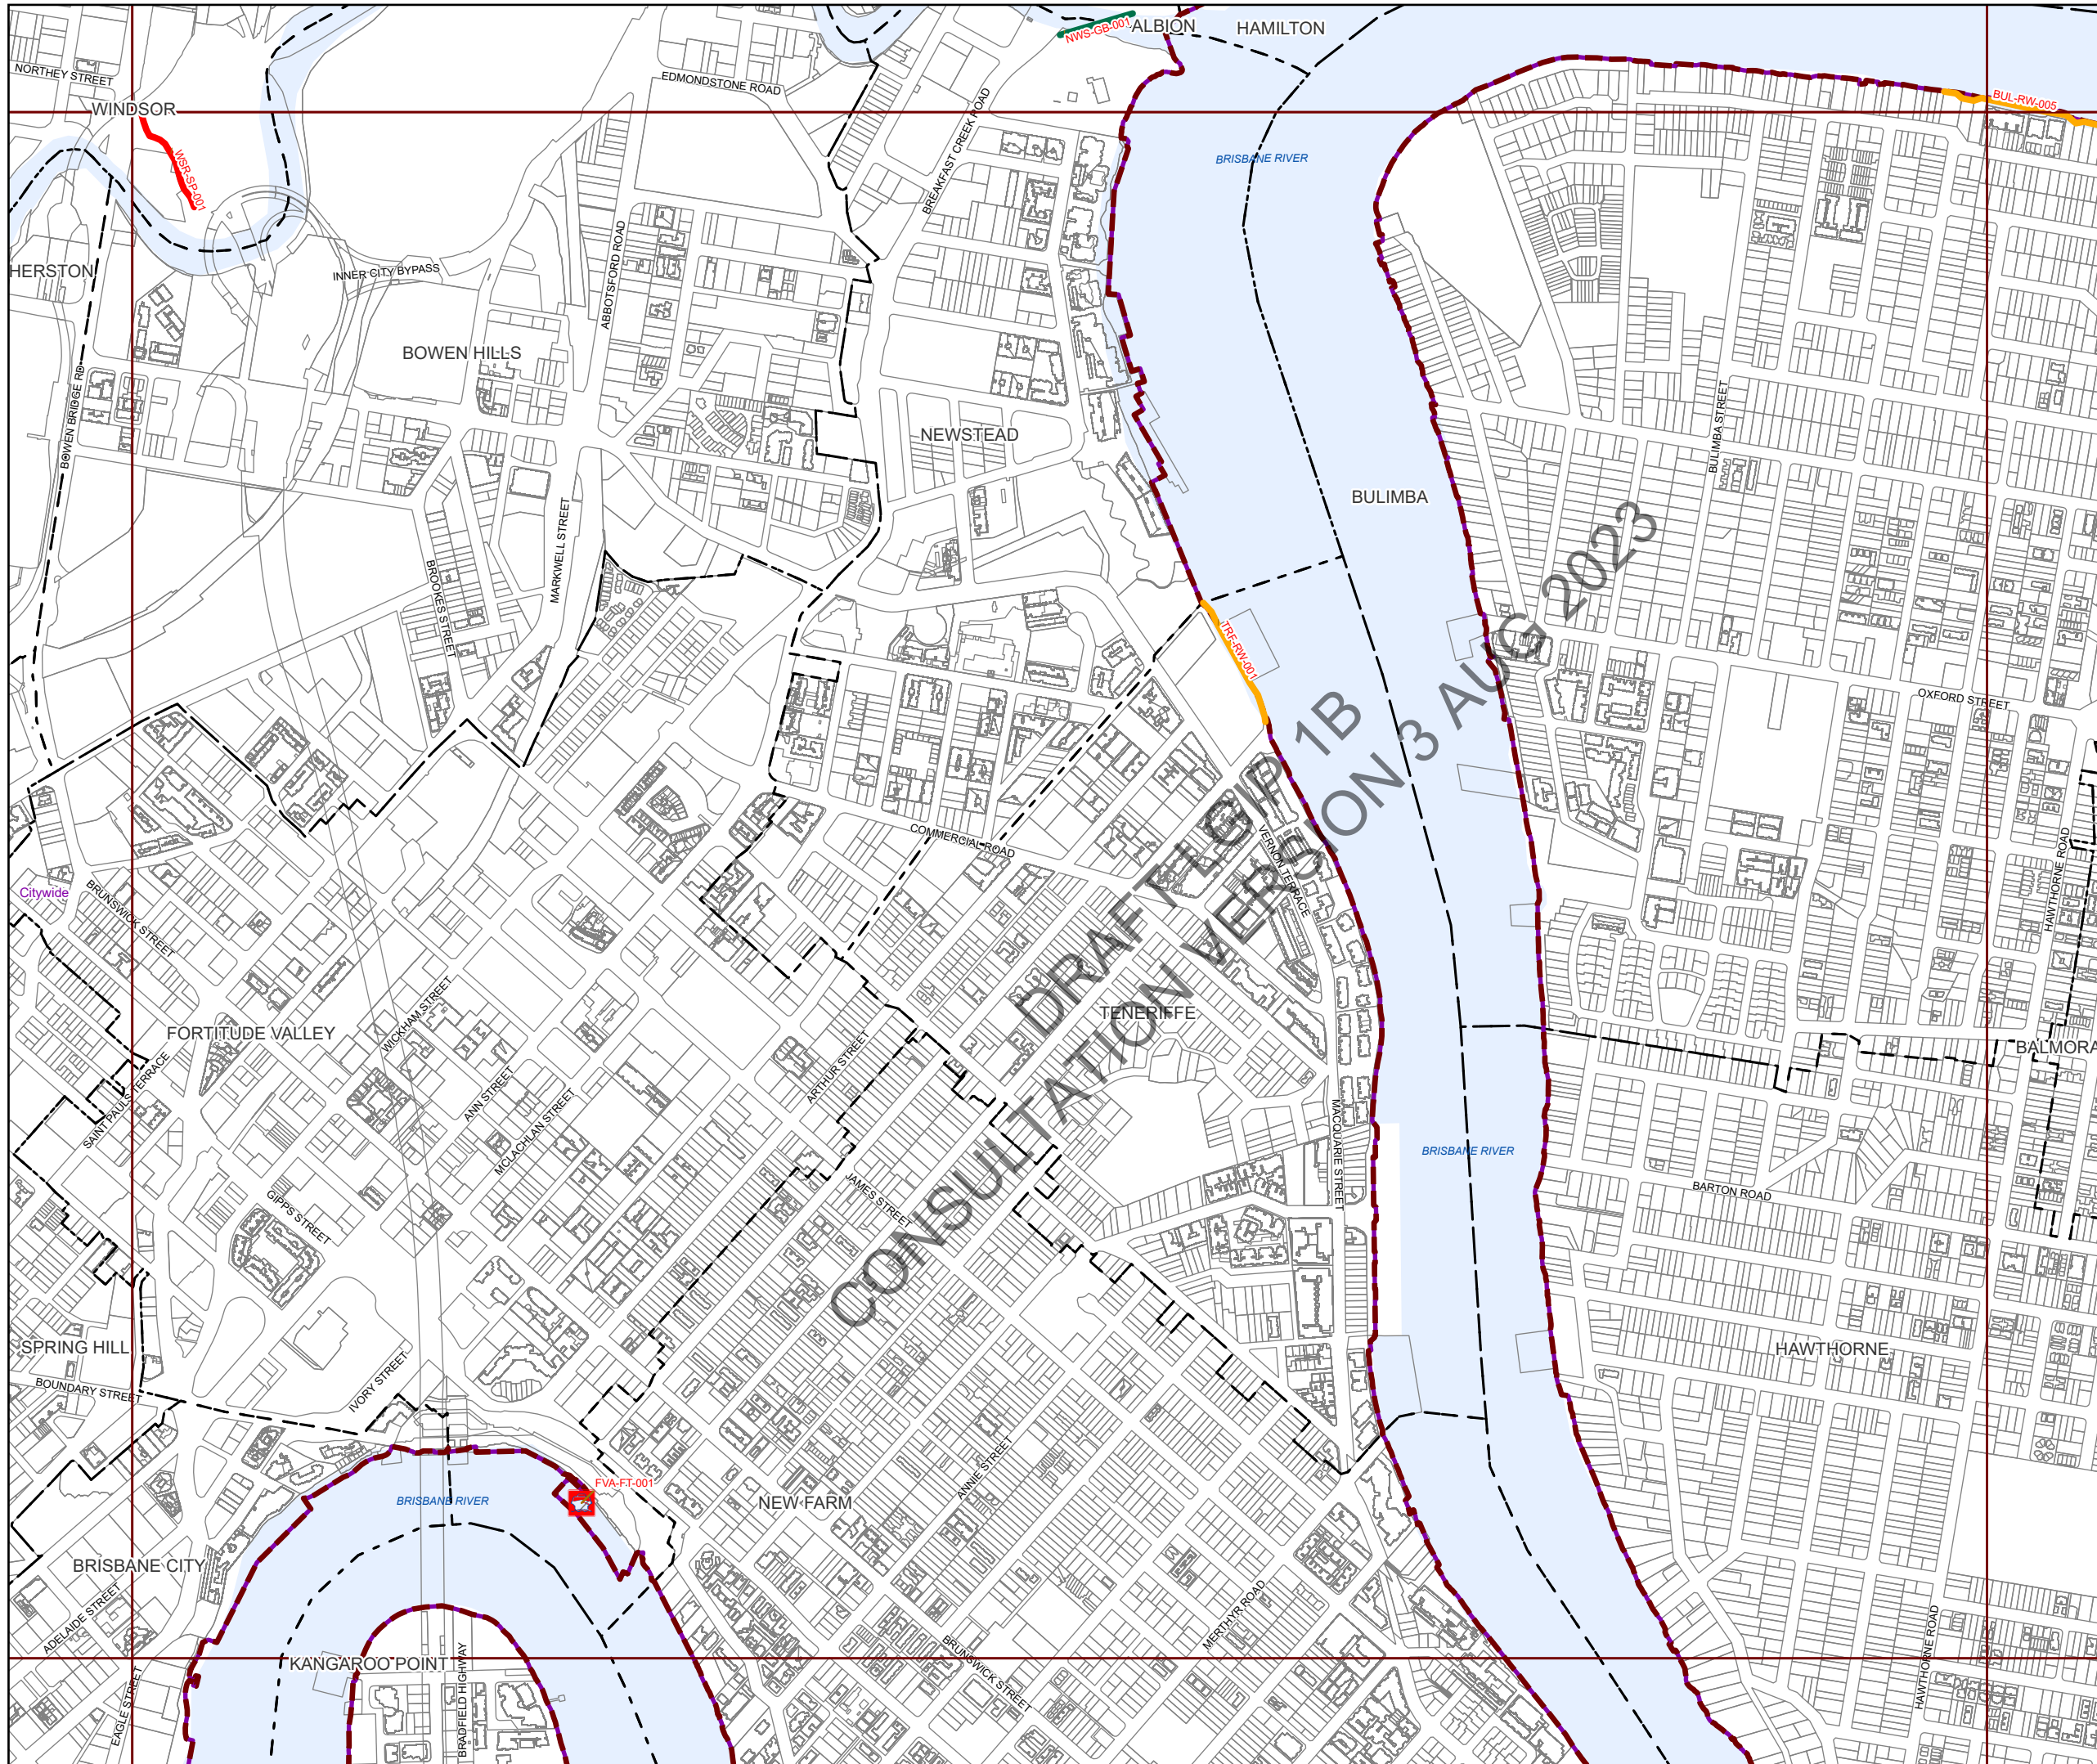 NWS-GB-001
ALBION
HAMILTON
NORTHEY STREET
EDMONDSTONE ROAD
WINDSOR
BUL-RW-005
BREAKFAST CREEK ROAD
WSR-SP-001
BRISBANE RIVER
HERSTON
INNER CITY BYPASS
ABBOTSFORD ROAD
BOWEN HILLS
BOWEN BRIDGE RD
NEWSTEAD
BULIMBA STREET
BULIMBA
MARKWELL STREET
BROOKES STREET
TRF-RW-001
OXFORD STREET
COMMERCIAL ROAD
VERNON TERRACE
HAWTHORNE ROAD
Citywide
BRUNSWICK STREET
DRAFT LGIP 1B
CONSULTATION VERSION 3 AUG 2023
WICKHAM STREET
TENERIFFE
FORTITUDE VALLEY
BALMORA
ARTHUR STREET
SAINT PAULS TERRACE
ANN STREET
MCLACHLAN STREET
MACQUARIE STREET
BRISBANE RIVER
BARTON ROAD
JAMES STREET
GIPPS STREET
SPRING HILL
HAWTHORNE
BOUNDARY STREET
IVORY STREET
ANNIE STREET
FVA-FT-001
BRISBANE RIVER
NEW FARM
BRISBANE CITY
ADELAIDE STREET
MERTHYR ROAD
HAWTHORNE ROAD
KANGAROO POINT
BRADFIELD HIGHWAY
BRUNSWICK STREET
EAGLE STREET